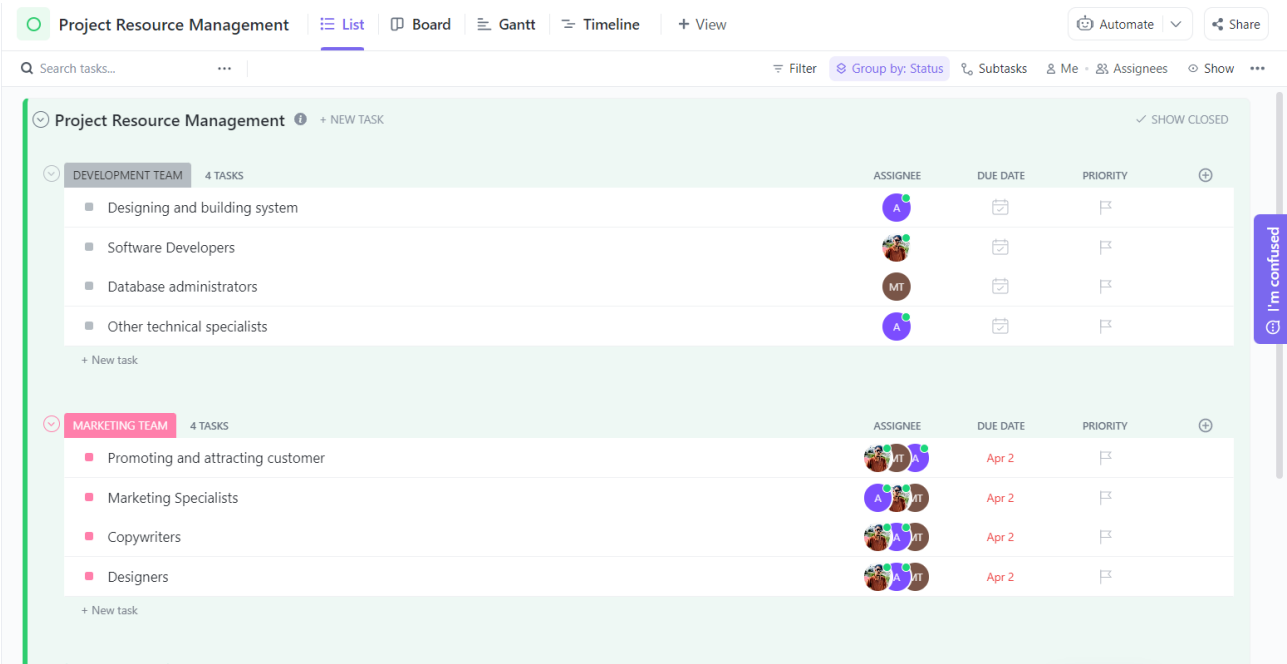 Project Resource Management List Board Gantt Timeline + View Automate Share
Search tasks... Filter Group by: Status Subtasks Me Assignees Show
Project Resource Management + NEW TASK SHOW CLOSED
DEVELOPMENT TEAM 4 TASKS ASSIGNEE DUE DATE PRIORITY
Designing and building system A
Software Developers
Database administrators MT
Other technical specialists A
+ New task
I'm confused
MARKETING TEAM 4 TASKS ASSIGNEE DUE DATE PRIORITY
Promoting and attracting customer MT A Apr 2
Marketing Specialists A MT Apr 2
Copywriters A MT Apr 2
Designers A MT Apr 2
+ New task